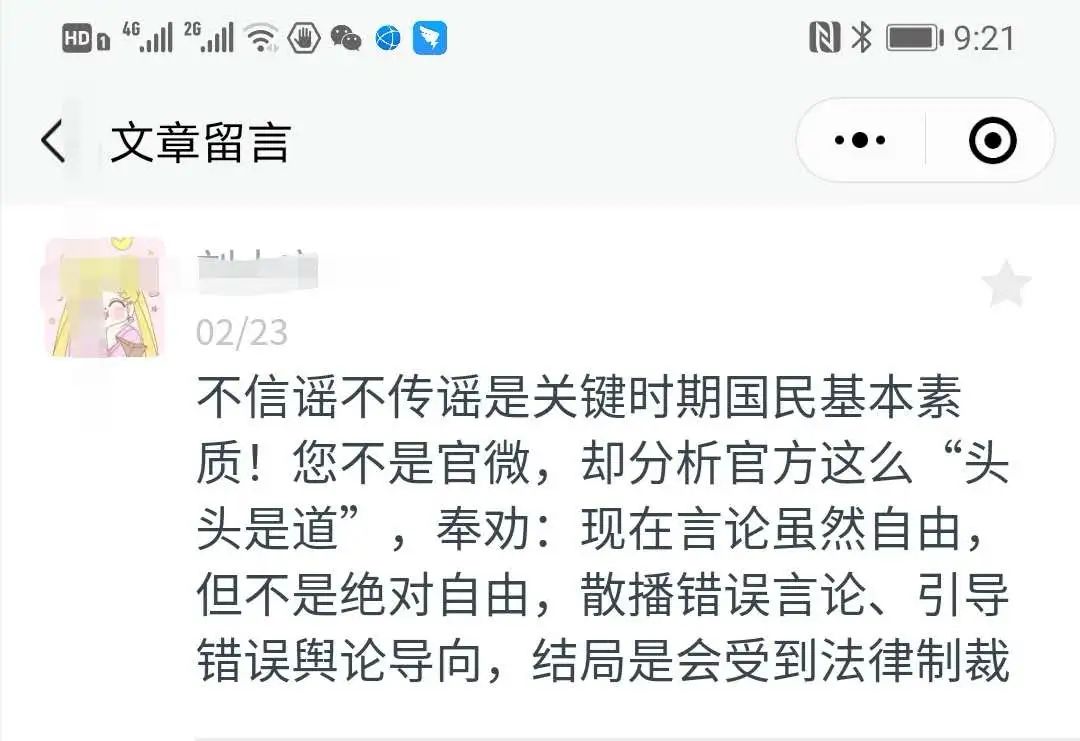 HD 1 4G 2G 9:21
文章留言
02/23
不信谣不传谣是关键时期国民基本素
质！您不是官微，却分析官方这么“头
头是道”，奉劝：现在言论虽然自由，
但不是绝对自由，散播错误言论、引导
错误舆论导向，结局是会受到法律制裁